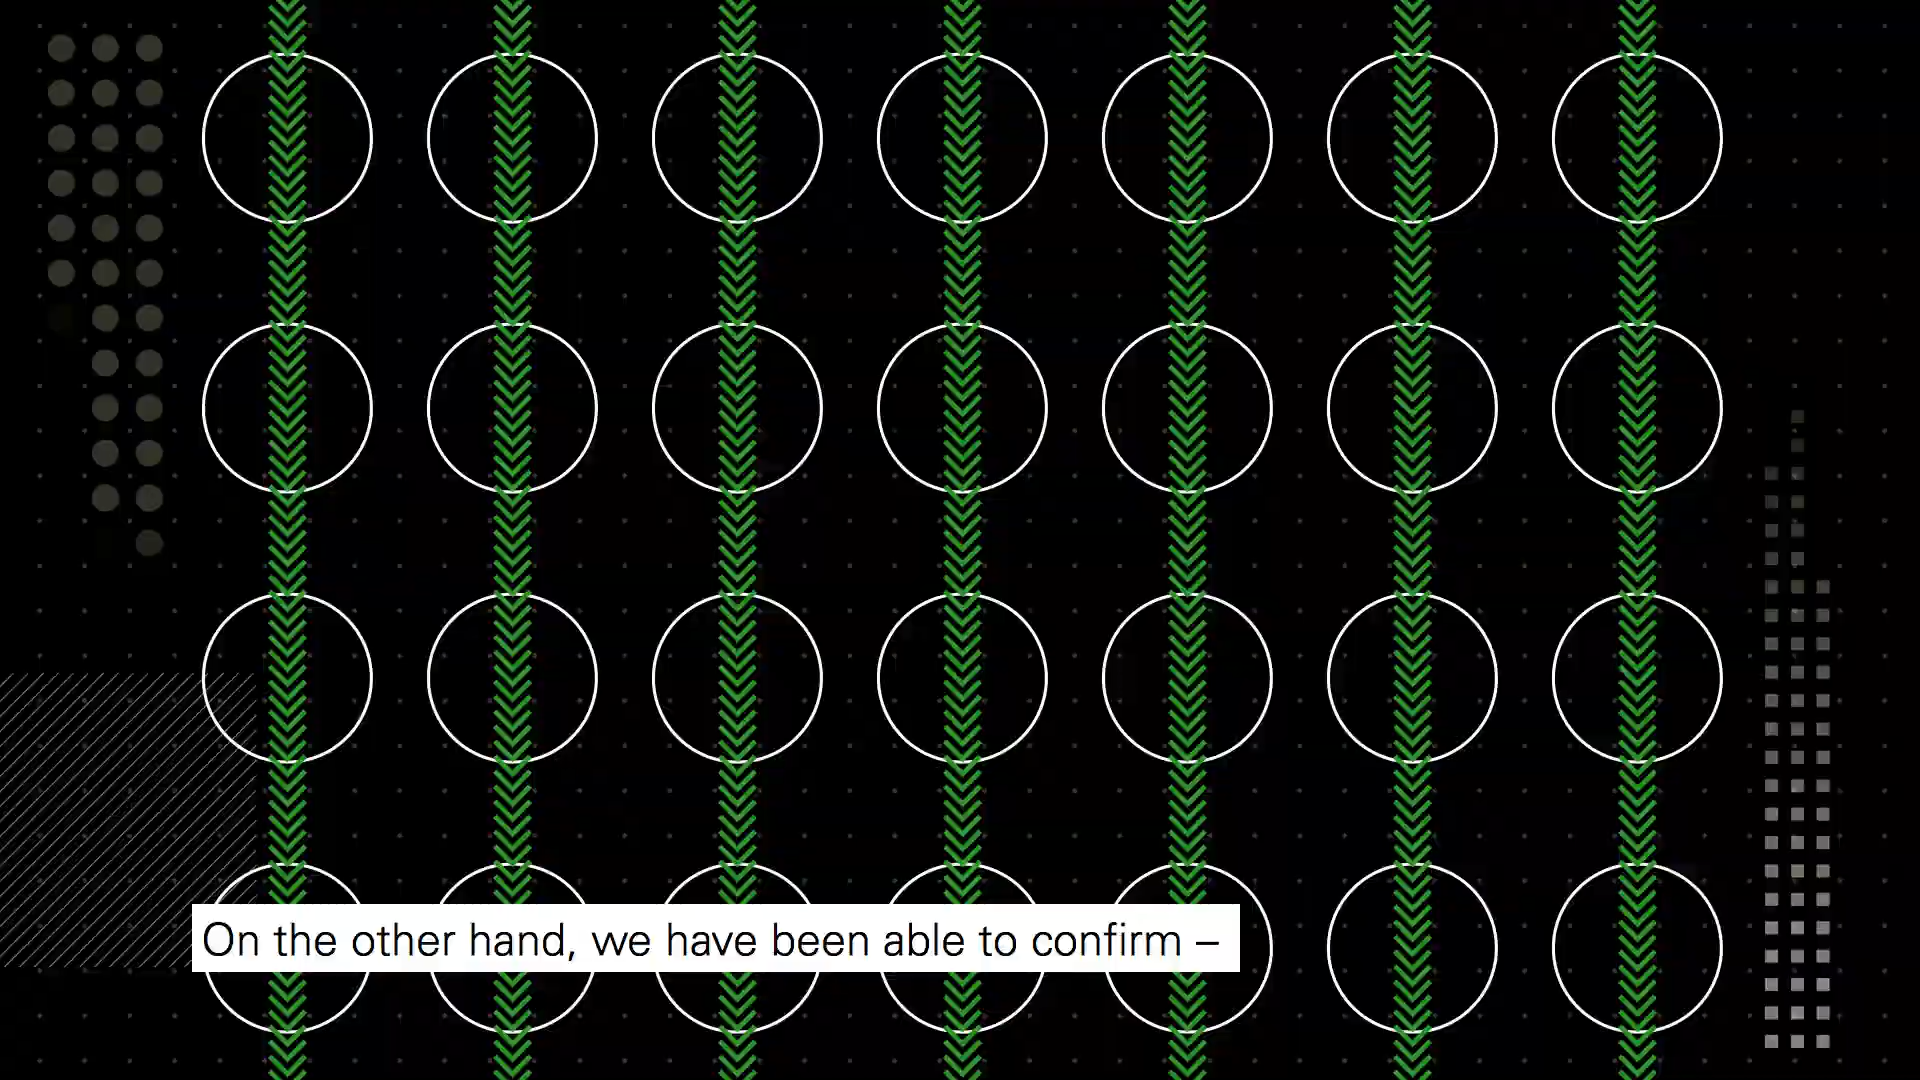 On the other hand, we have been able to confirm –